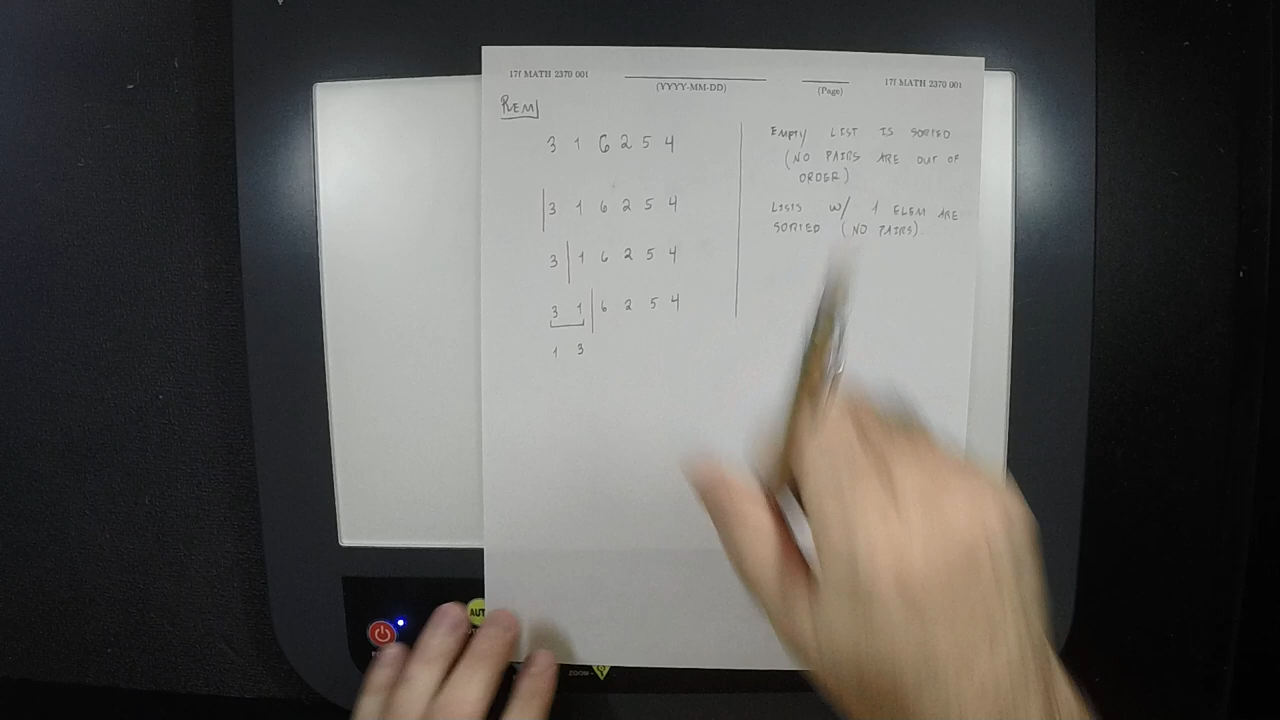 17f MATH 2370 001
(YYYY-MM-DD)
(Page)
17f MATH 2370 001
REM
3 1 6 2 5 4
|3 1 6 2 5 4
3 | 1 6 2 5 4
3 1 | 6 2 5 4
1 3
EMPTY LIST IS SORTED
(NO PAIRS ARE OUT OF
ORDER)
LISTS W/ 1 ELEM ARE
SORTED (NO PAIRS).
AUT
ZOOM -